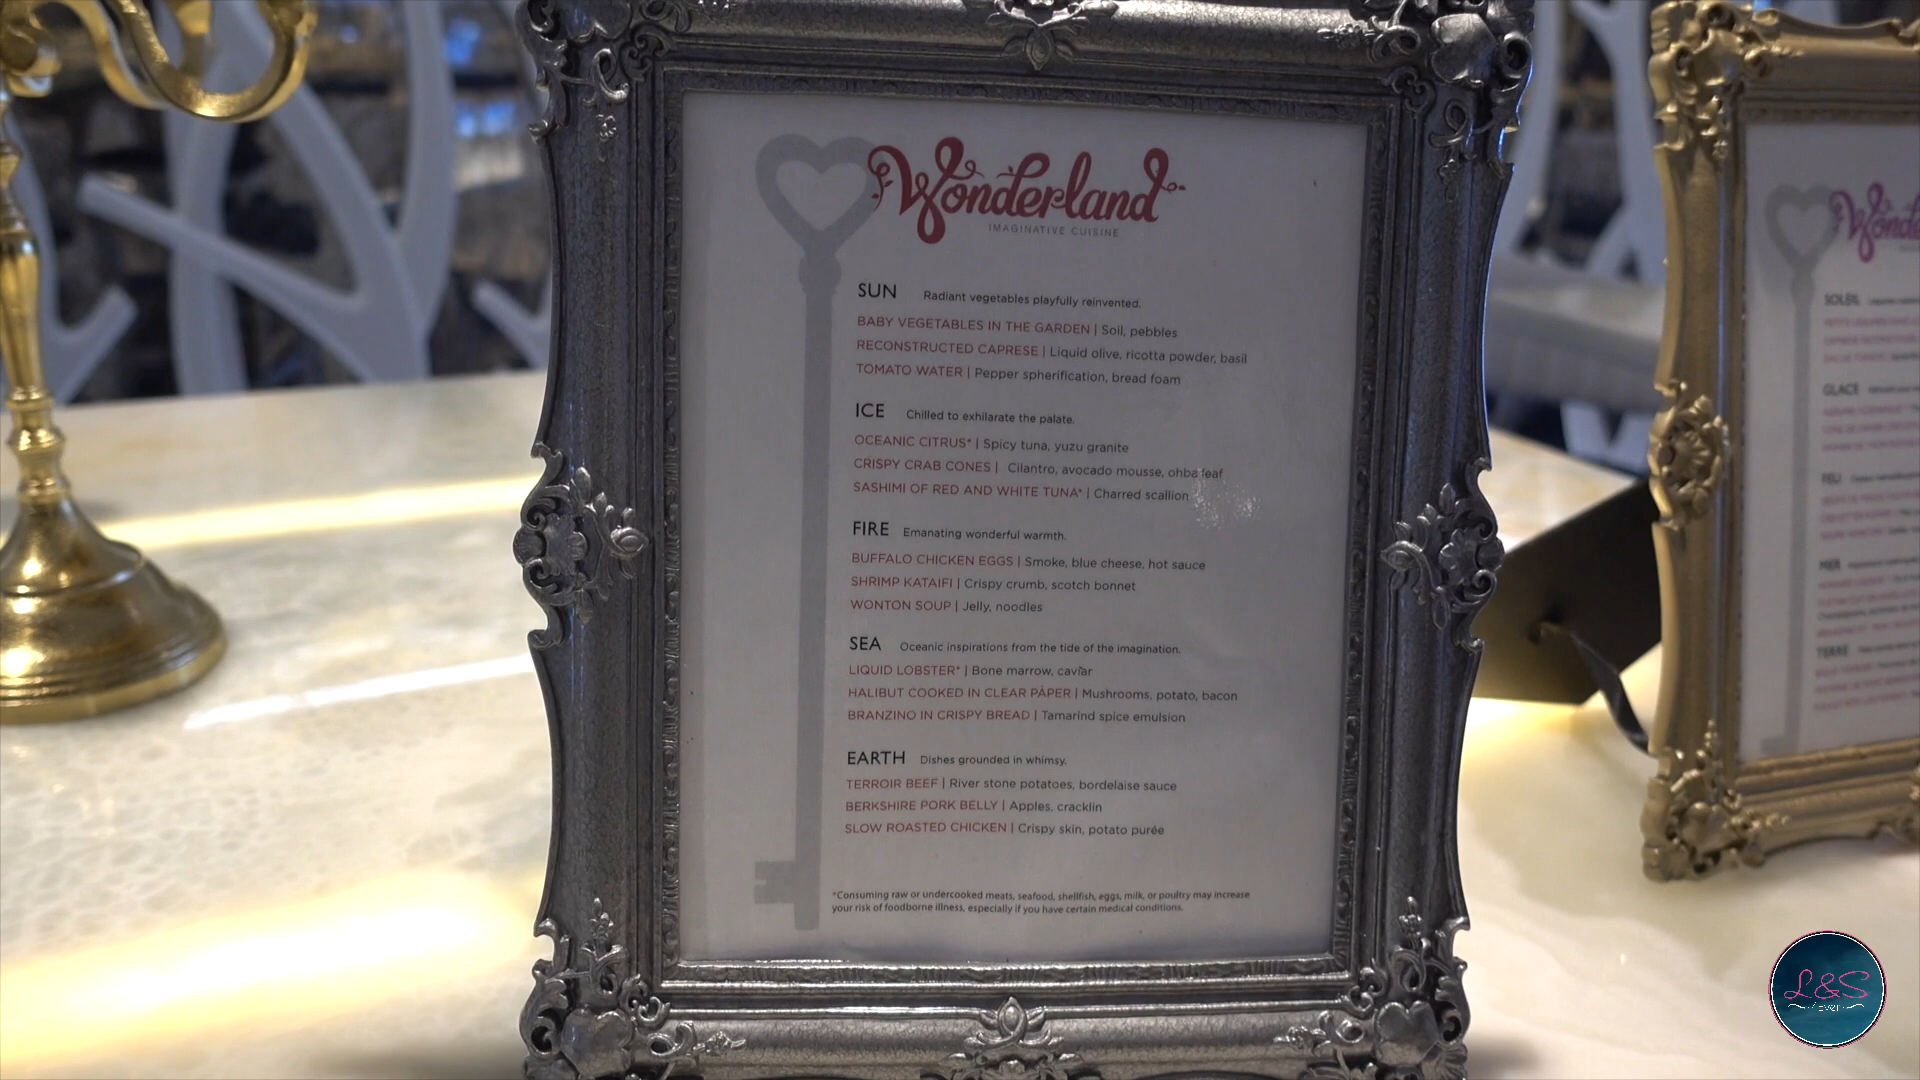 Wonderland
IMAGINATIVE CUISINE
SUN Radiant vegetables playfully reinvented.
BABY VEGETABLES IN THE GARDEN | Soil, pebbles
RECONSTRUCTED CAPRESE | Liquid olive, ricotta powder, basil
TOMATO WATER | Pepper spherification, bread foam
ICE Chilled to exhilarate the palate.
OCEANIC CITRUS* | Spicy tuna, yuzu granite
CRISPY CRAB CONES | Cilantro, avocado mousse, ohba leaf
SASHIMI OF RED AND WHITE TUNA* | Charred scallion
FIRE Emanating wonderful warmth.
BUFFALO CHICKEN EGGS | Smoke, blue cheese, hot sauce
SHRIMP KATAIFI | Crispy crumb, scotch bonnet
WONTON SOUP | Jelly, noodles
SEA Oceanic inspirations from the tide of the imagination.
LIQUID LOBSTER* | Bone marrow, caviar
HALIBUT COOKED IN CLEAR PAPER | Mushrooms, potato, bacon
BRANZINO IN CRISPY BREAD | Tamarind spice emulsion
EARTH Dishes grounded in whimsy.
TERROIR BEEF | River stone potatoes, bordelaise sauce
BERKSHIRE PORK BELLY | Apples, cracklin
SLOW ROASTED CHICKEN | Crispy skin, potato purée
*Consuming raw or undercooked meats, seafood, shellfish, eggs, milk, or poultry may increase
your risk of foodborne illness, especially if you have certain medical conditions.
SOLEIL
GLACE
FEU
MER
TERRE
L&S
4ever